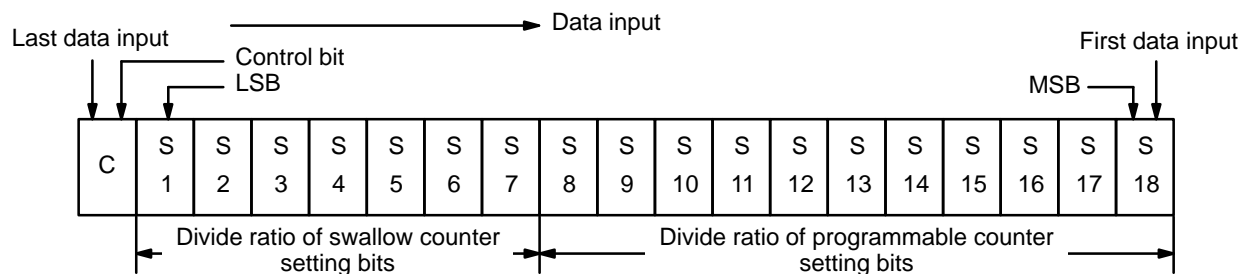 Data input
Last data input
First data input
Control bit
LSB
MSB
C S S S S S S S S S S S S S S S S S S
1 2 3 4 5 6 7 8 9 10 11 12 13 14 15 16 17 18
Divide ratio of swallow counter
setting bits
Divide ratio of programmable counter
setting bits